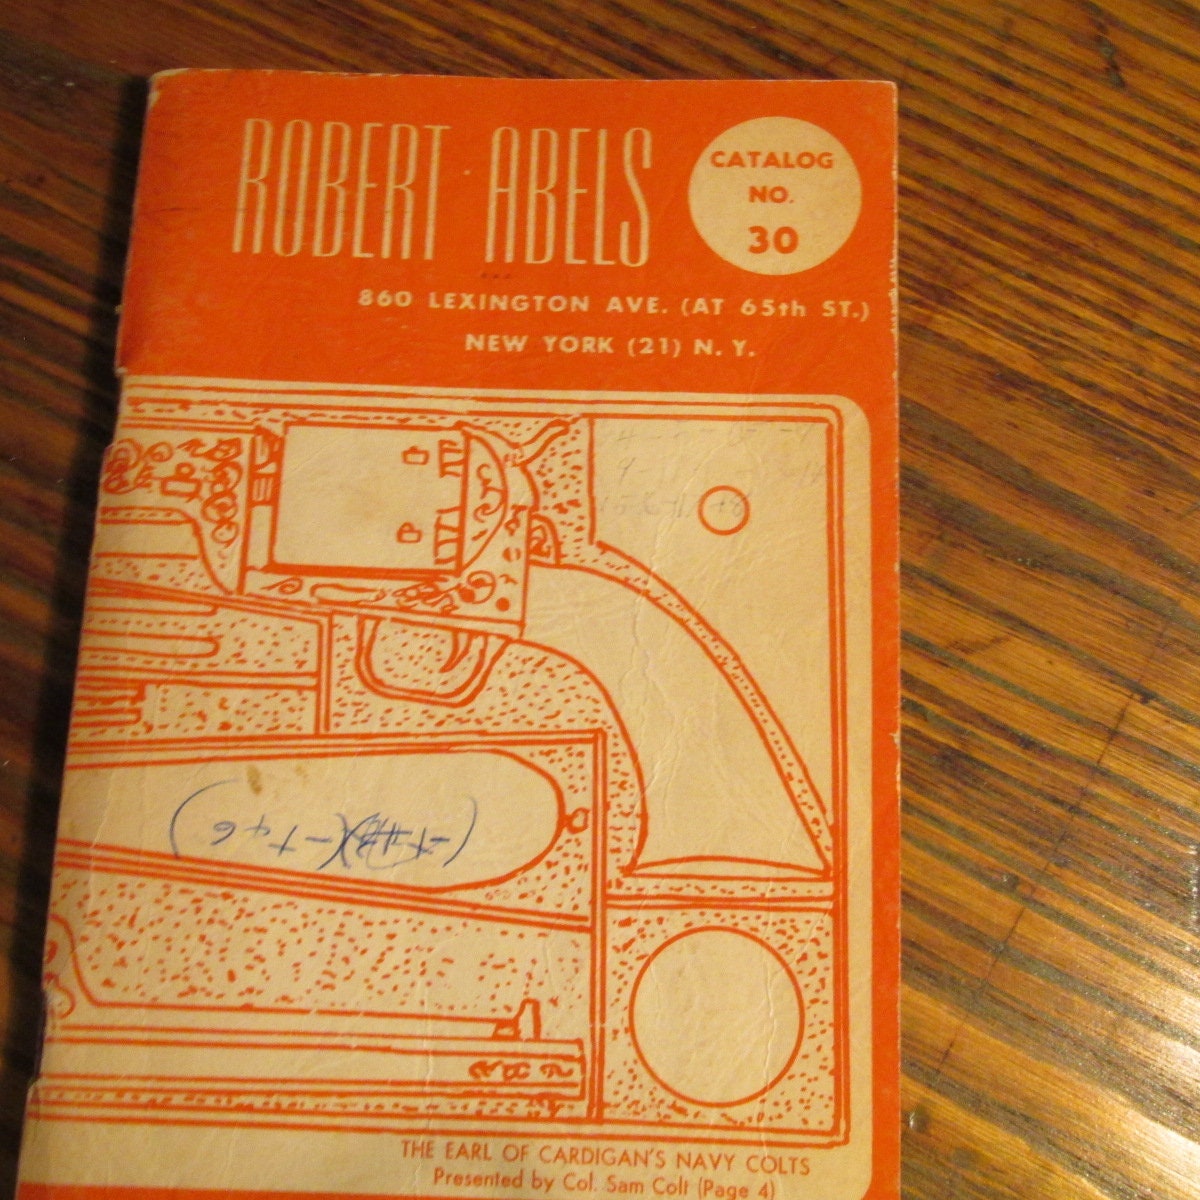 ROBERT ABELS
CATALOG
NO.
30
860 LEXINGTON AVE. (AT 65th ST.)
NEW YORK (21) N. Y.
THE EARL OF CARDIGAN'S NAVY COLTS
Presented by Col. Sam Colt (Page 4)